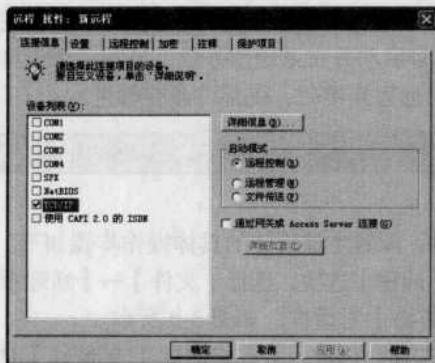 远程 属性: 新远程
连接信息 设置 远程控制 加密 注释 保护项目
请选择此连接项目的设备。
要自定义设备，单击“详细说明”。
设备列表(V):
COM1
COM2
COM3
COM4
SPX
NetBIOS
TCP/IP
使用 CAPI 2.0 的 ISDN
详细信息(D)...
启动模式
远程控制(R)
远程管理(M)
文件传送(F)
通过网关或 Access Server 连接(G)
确定 取消 应用(A) 帮助